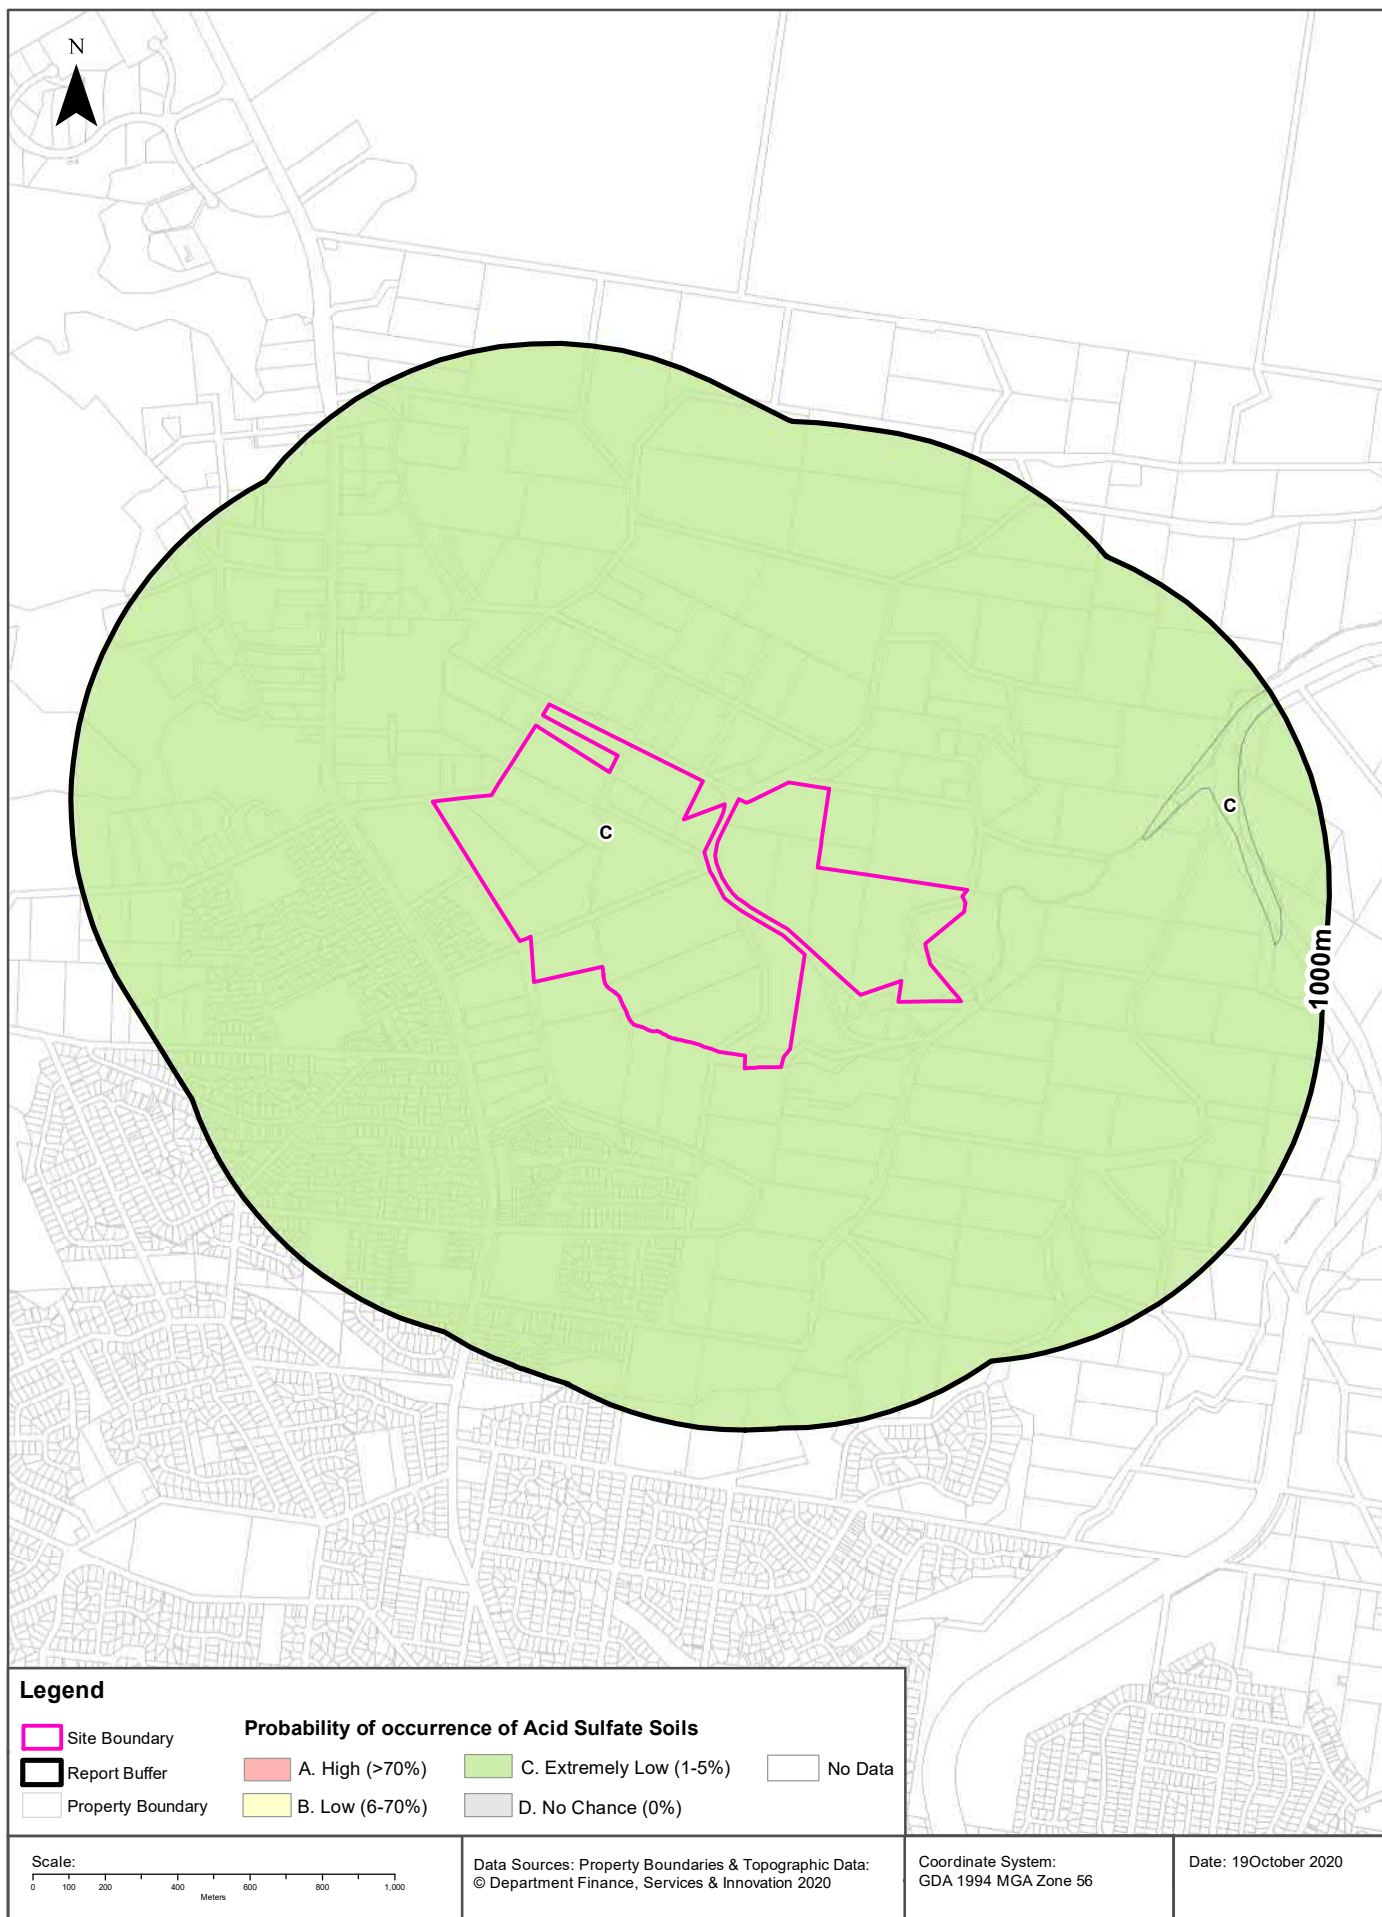 N
C
C
1000m
Legend
Site Boundary
Report Buffer
Property Boundary
Probability of occurrence of Acid Sulfate Soils
A. High (>70%)
B. Low (6-70%)
C. Extremely Low (1-5%)
D. No Chance (0%)
No Data
Scale:
0 100 200 400 600 800 1,000
Meters
Data Sources: Property Boundaries & Topographic Data:
© Department Finance, Services & Innovation 2020
Coordinate System:
GDA 1994 MGA Zone 56
Date: 19October 2020